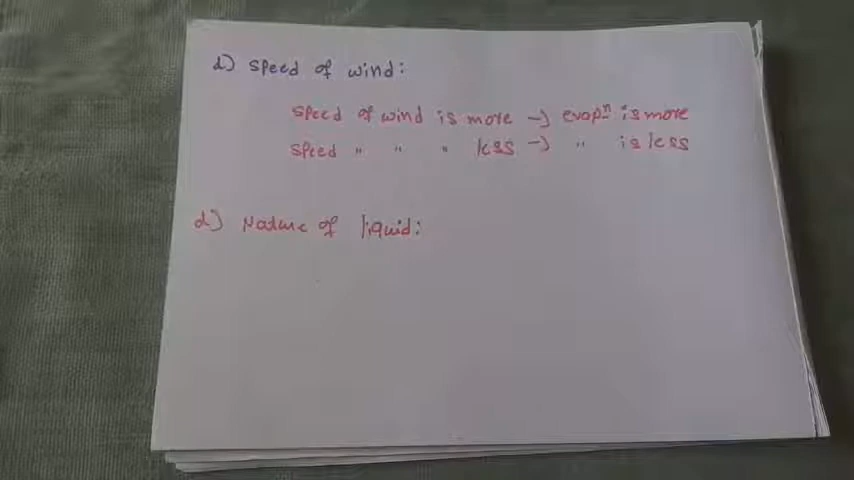 d) Speed of wind:
Speed of wind is more → evapn is more
Speed " " " less → " is less
d) Nature of liquid: